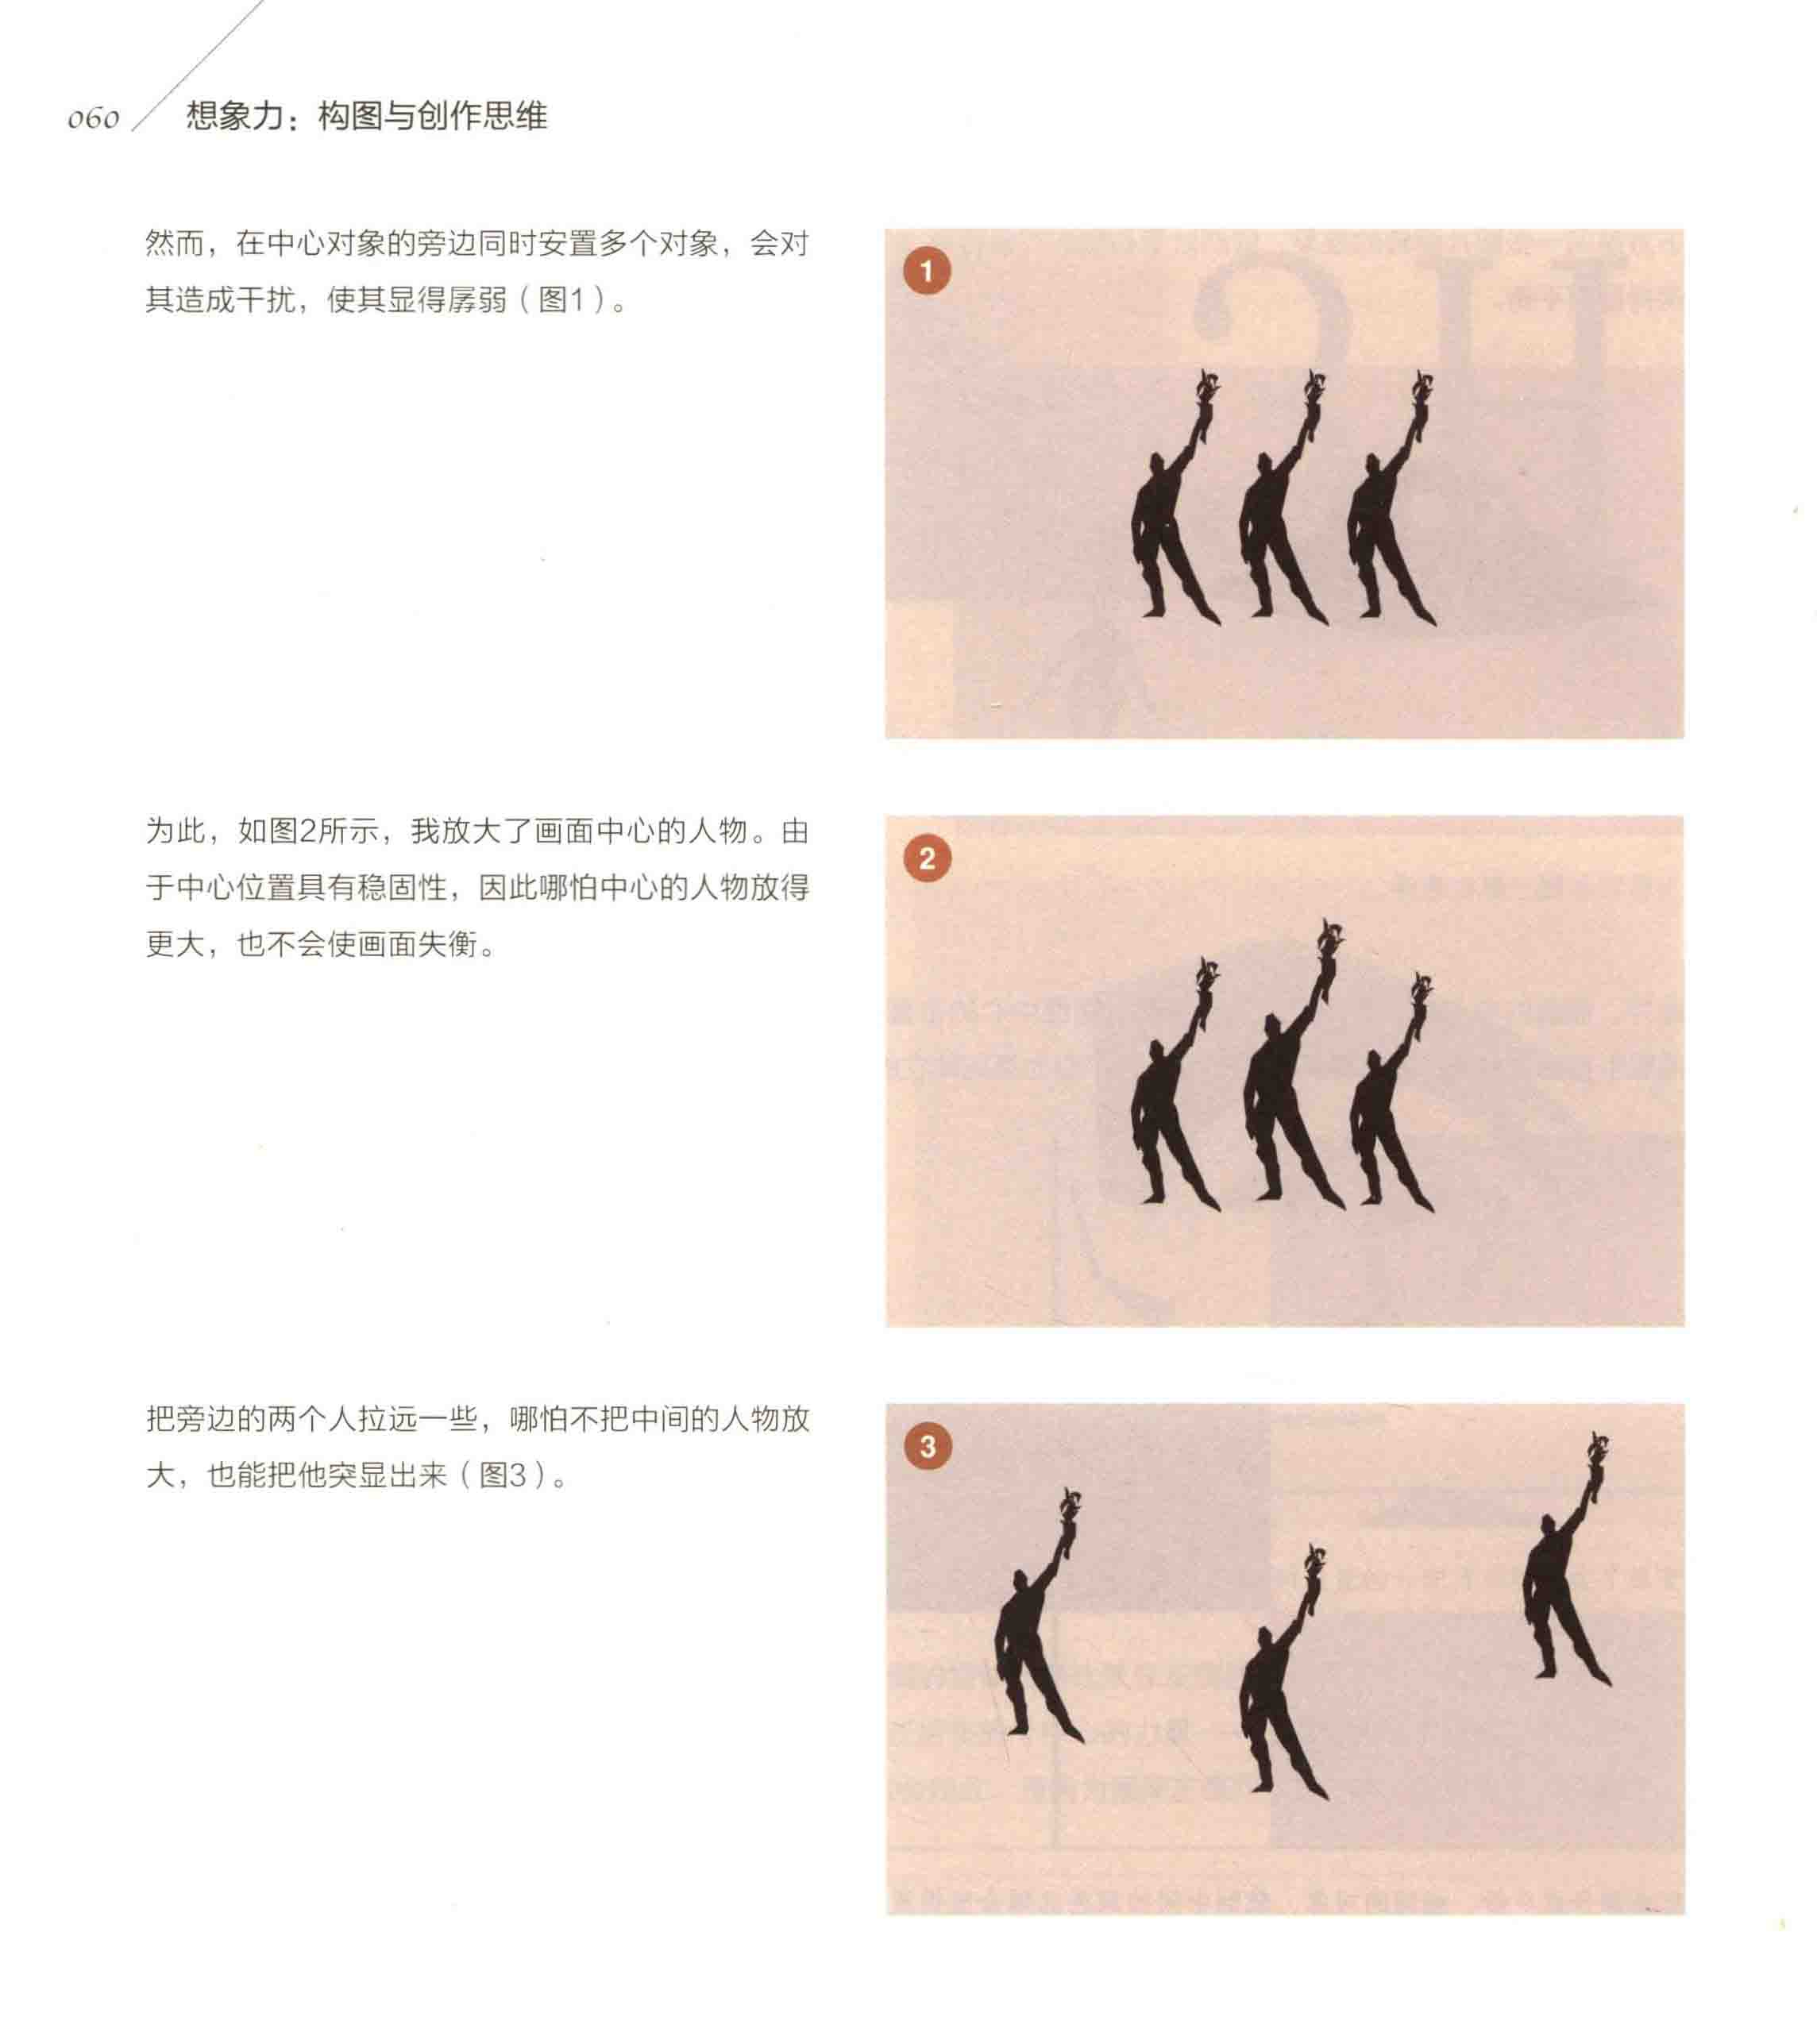 060
想象力：构图与创作思维
然而，在中心对象的旁边同时安置多个对象，会对
其造成干扰，使其显得孱弱（图1）。
1
为此，如图2所示，我放大了画面中心的人物。由
于中心位置具有稳固性，因此哪怕中心的人物放得
更大，也不会使画面失衡。
2
把旁边的两个人拉远一些，哪怕不把中间的人物放
大，也能把他突显出来（图3）。
3